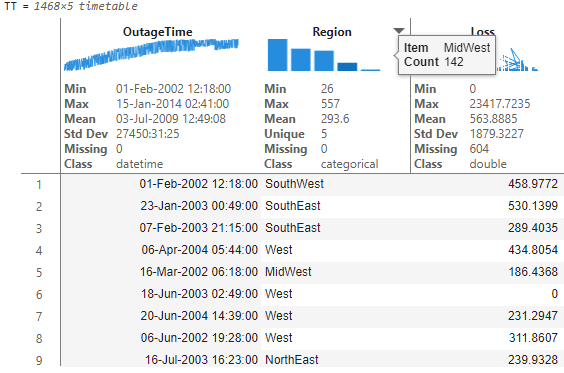 TT = 1468×5 timetable
OutageTime Region Loss
Item MidWest
Count 142
Min 01-Feb-2002 12:18:00 Min 26 Min 0
Max 15-Jan-2014 02:41:00 Max 557 Max 23417.7235
Mean 03-Jul-2009 12:49:08 Mean 293.6 Mean 563.8885
Std Dev 27450:31:25 Unique 5 Std Dev 1879.3227
Missing 0 Missing 0 Missing 604
Class datetime Class categorical Class double
1 01-Feb-2002 12:18:00 SouthWest 458.9772
2 23-Jan-2003 00:49:00 SouthEast 530.1399
3 07-Feb-2003 21:15:00 SouthEast 289.4035
4 06-Apr-2004 05:44:00 West 434.8054
5 16-Mar-2002 06:18:00 MidWest 186.4368
6 18-Jun-2003 02:49:00 West 0
7 20-Jun-2004 14:39:00 West 231.2947
8 06-Jun-2002 19:28:00 West 311.8607
9 16-Jul-2003 16:23:00 NorthEast 239.9328